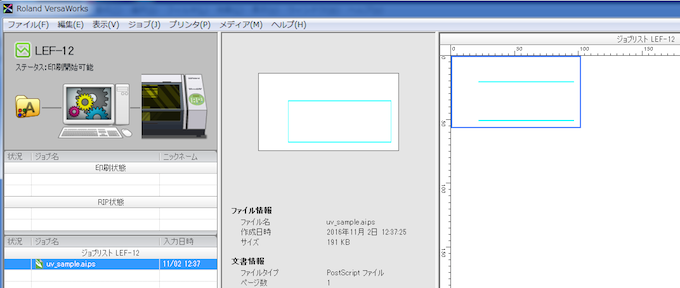 Roland VersaWorks
ファイル(F) 編集(E) 表示(V) ジョブ(J) プリンタ(P) メディア(M) ヘルプ(H)
LEF-12
ステータス:印刷開始可能
A
状況 ジョブ名 ニックネーム
印刷状態
RIP状態
状況 ジョブ名 入力日時
ジョブリスト LEF-12
uv_sample.ai.ps 11/02 12:37
ファイル情報
ファイル名 uv_sample.ai.ps
作成日時 2016年11月 2日 12:37:25
サイズ 191 KB
文書情報
ファイルタイプ PostScript ファイル
ページ数 1
ジョブリスト LEF-12
0 50 100 150
0
50
100
150